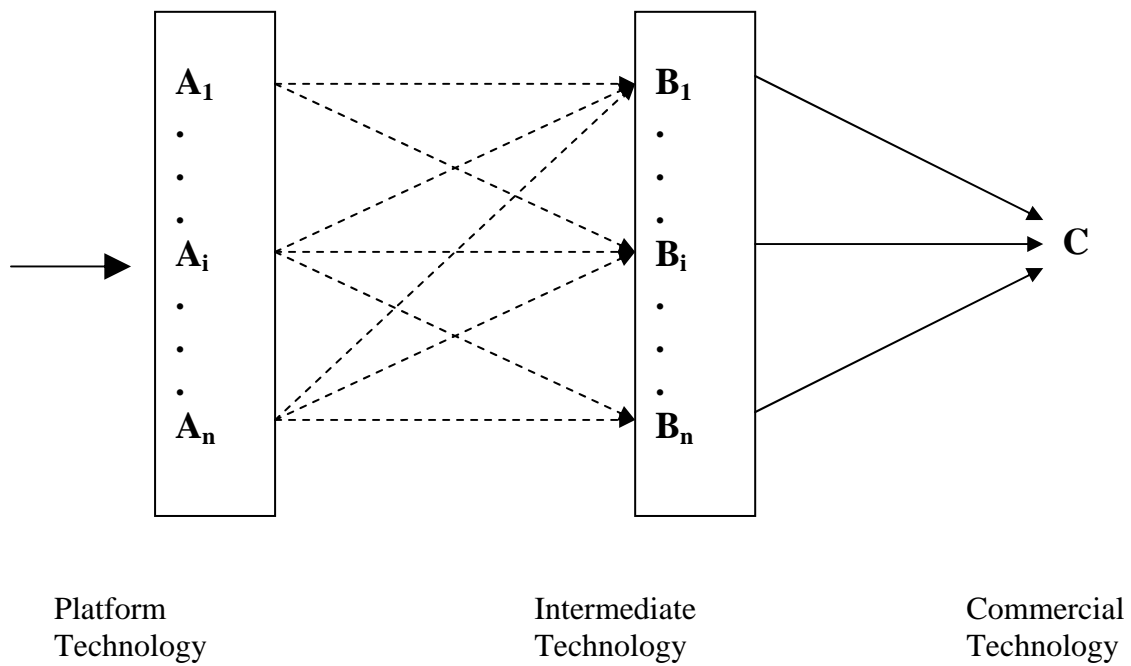 A₁
.
.
.
Aᵢ
.
.
.
Aₙ
B₁
.
.
.
Bᵢ
.
.
.
Bₙ
C
Platform
Technology
Intermediate
Technology
Commercial
Technology